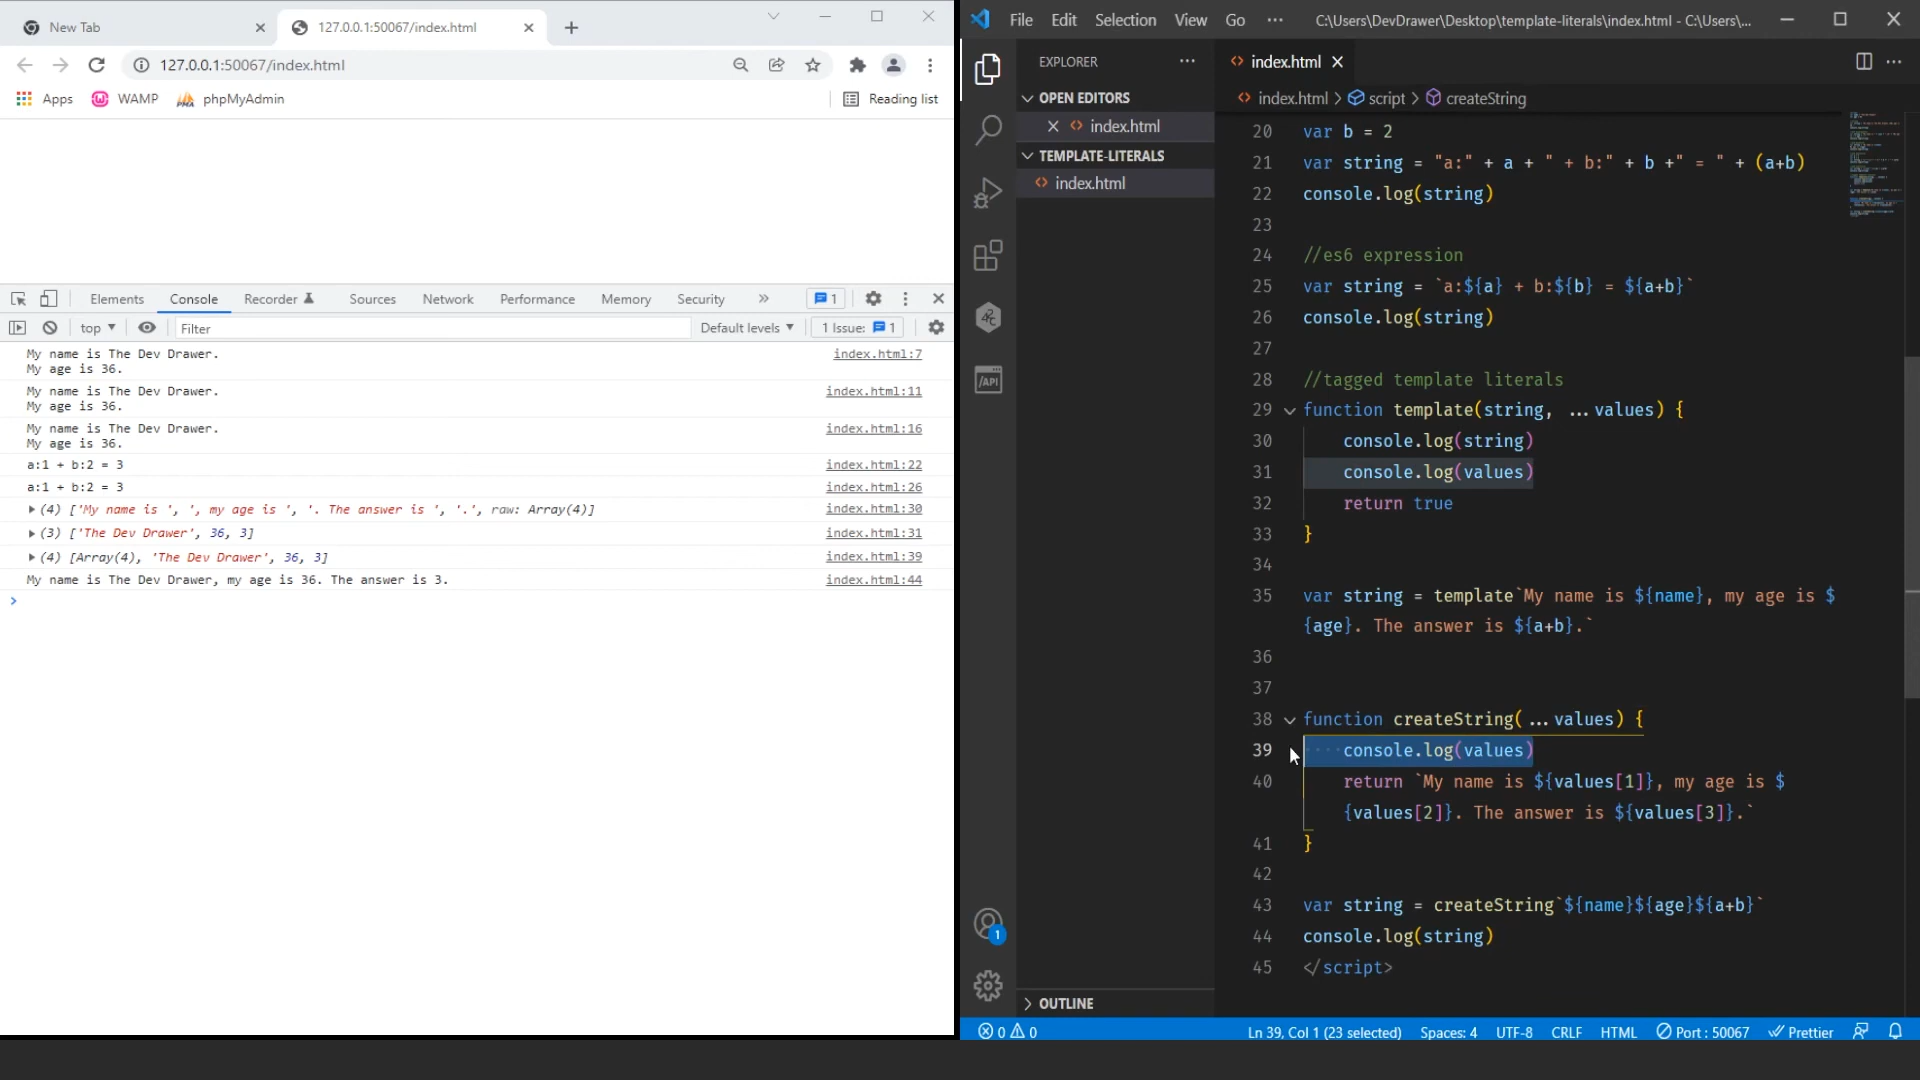 New Tab
127.0.0.1:50067/index.html
127.0.0.1:50067/index.html
Apps
WAMP
phpMyAdmin
Reading list
Elements Console Recorder Sources Network Performance Memory Security » 1
top Filter Default levels 1 Issue: 1
My name is The Dev Drawer. index.html:7
My age is 36.
My name is The Dev Drawer. index.html:11
My age is 36.
My name is The Dev Drawer. index.html:16
My age is 36.
a:1 + b:2 = 3 index.html:22
a:1 + b:2 = 3 index.html:26
(4) ['My name is ', ', my age is ', '. The answer is ', '.', raw: Array(4)] index.html:30
(3) ['The Dev Drawer', 36, 3] index.html:31
(4) [Array(4), 'The Dev Drawer', 36, 3] index.html:39
My name is The Dev Drawer, my age is 36. The answer is 3. index.html:44
>
File Edit Selection View Go ··· C:\Users\DevDrawer\Desktop\template-literals\index.html - C:\Users\...
EXPLORER ···
OPEN EDITORS
index.html
TEMPLATE-LITERALS
index.html
/API
1
OUTLINE
index.html
index.html > script > createString
20 var b = 2
21 var string = "a:" + a + " + b:" + b +" = " + (a+b)
22 console.log(string)
23
24 //es6 expression
25 var string = `a:${a} + b:${b} = ${a+b}`
26 console.log(string)
27
28 //tagged template literals
29 function template(string, ...values) {
30 console.log(string)
31 console.log(values)
32 return true
33 }
34
35 var string = template`My name is ${name}, my age is $
{age}. The answer is ${a+b}.`
36
37
38 function createString(...values) {
39 console.log(values)
40 return `My name is ${values[1]}, my age is $
{values[2]}. The answer is ${values[3]}.`
41 }
42
43 var string = createString`${name}${age}${a+b}`
44 console.log(string)
45 </script>
0 0 Ln 39, Col 1 (23 selected) Spaces: 4 UTF-8 CRLF HTML Port : 50067 Prettier